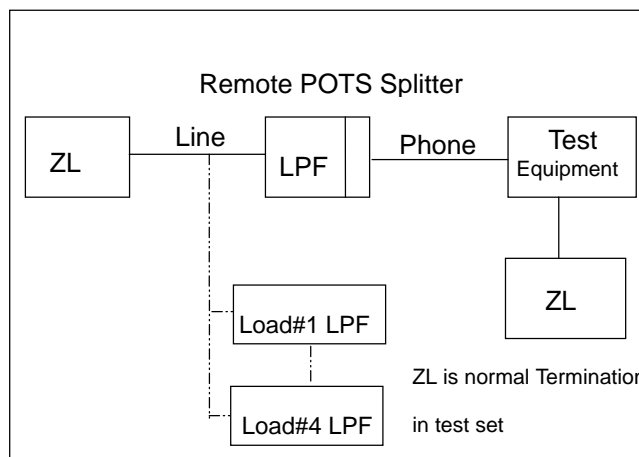 Remote POTS Splitter
ZL
Line
LPF
Phone
Test
Equipment
ZL
Load#1 LPF
Load#4 LPF
ZL is normal Termination
in test set